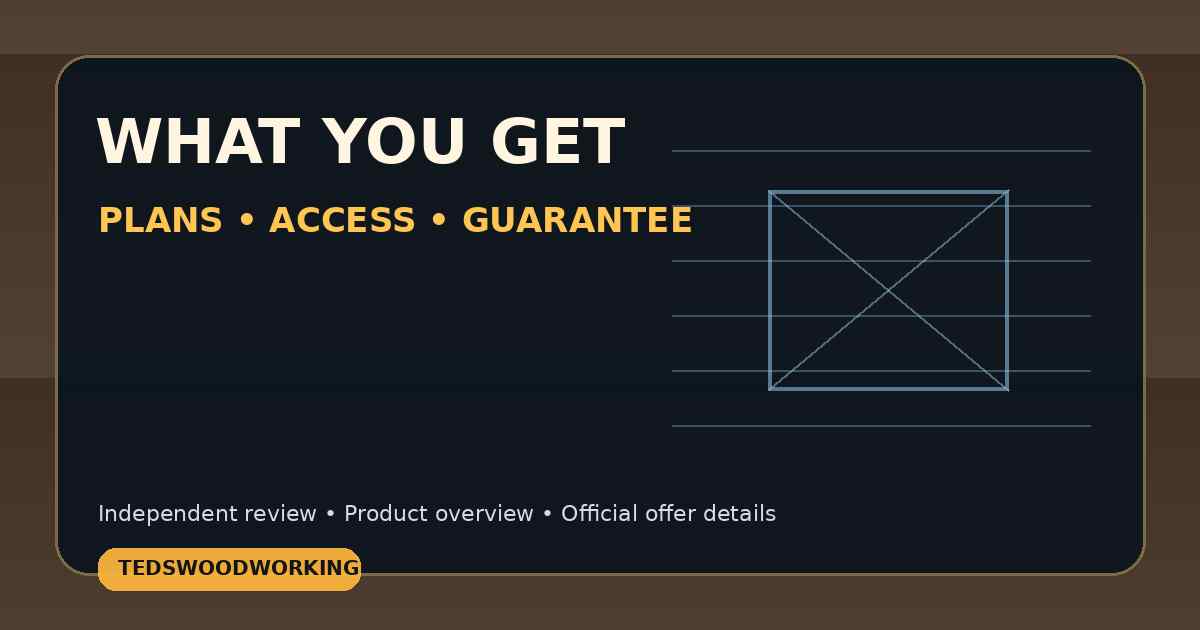 WHAT YOU GET
PLANS • ACCESS • GUARANTEE
Independent review • Product overview • Official offer details
TEDSWOODWORKING